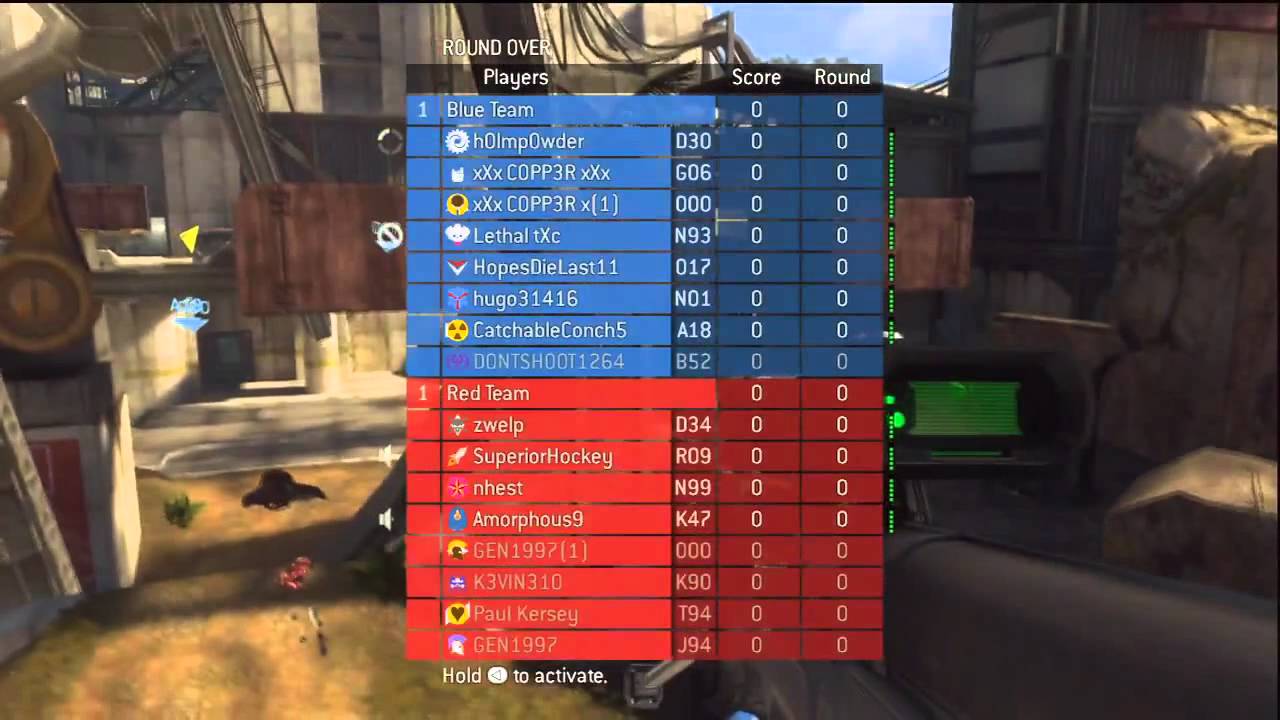 ROUND OVER
Players Score Round
1 Blue Team 0 0
h0lmp0wder D30 0 0
xXx C0PP3R xXx G06 0 0
xXx C0PP3R x(1) 000 0 0
Lethal tXc N93 0 0
HopesDieLast11 017 0 0
hugo31416 N01 0 0
CatchableConch5 A18 0 0
DONTSHOOT1264 B52 0 0
1 Red Team 0 0
zwelp D34 0 0
SuperiorHockey R09 0 0
nhest N99 0 0
Amorphous9 K47 0 0
GEN1997(1) 000 0 0
K3VIN310 K90 0 0
Paul Kersey T94 0 0
GEN1997 J94 0 0
Hold to activate.